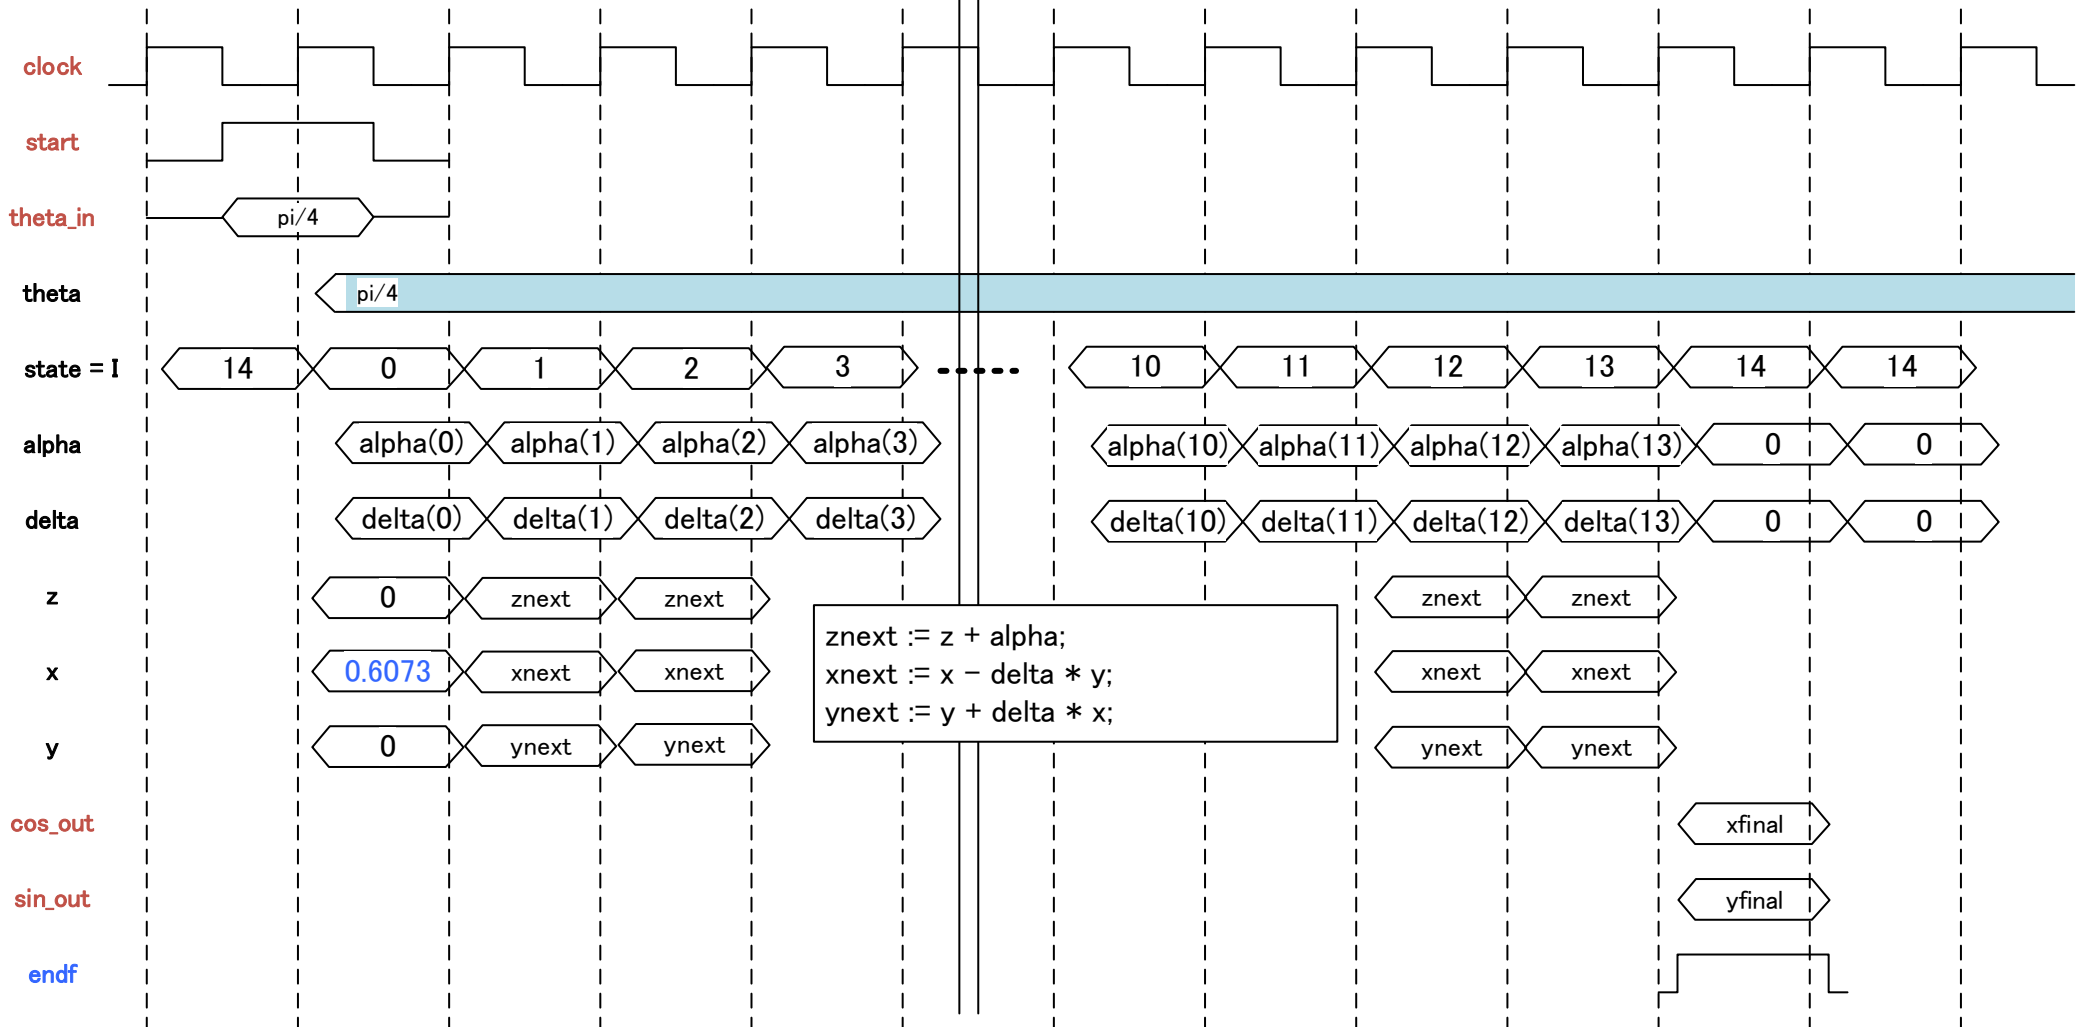 clock
start
theta_in pi/4
theta pi/4
state = I 14 0 1 2 3 10 11 12 13 14 14
alpha alpha(0) alpha(1) alpha(2) alpha(3) alpha(10) alpha(11) alpha(12) alpha(13) 0 0
delta delta(0) delta(1) delta(2) delta(3) delta(10) delta(11) delta(12) delta(13) 0 0
z 0 znext znext znext znext
znext := z + alpha;
x 0.6073 xnext xnext xnext xnext
xnext := x - delta * y;
ynext := y + delta * x;
y 0 ynext ynext ynext ynext
cos_out xfinal
sin_out yfinal
endf